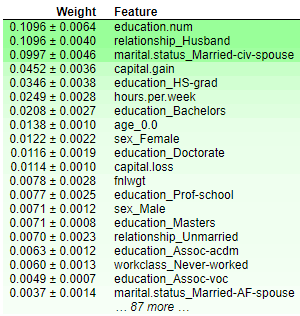 Weight Feature
0.1096 ± 0.0064 education.num
0.1096 ± 0.0040 relationship_Husband
0.0997 ± 0.0046 marital.status_Married-civ-spouse
0.0452 ± 0.0036 capital.gain
0.0346 ± 0.0038 education_HS-grad
0.0249 ± 0.0028 hours.per.week
0.0208 ± 0.0027 education_Bachelors
0.0138 ± 0.0010 age_0.0
0.0122 ± 0.0022 sex_Female
0.0116 ± 0.0019 education_Doctorate
0.0114 ± 0.0010 capital.loss
0.0078 ± 0.0028 fnlwgt
0.0077 ± 0.0025 education_Prof-school
0.0071 ± 0.0012 sex_Male
0.0071 ± 0.0008 education_Masters
0.0070 ± 0.0023 relationship_Unmarried
0.0063 ± 0.0012 education_Assoc-acdm
0.0060 ± 0.0013 workclass_Never-worked
0.0049 ± 0.0007 education_Assoc-voc
0.0037 ± 0.0014 marital.status_Married-AF-spouse
… 87 more …